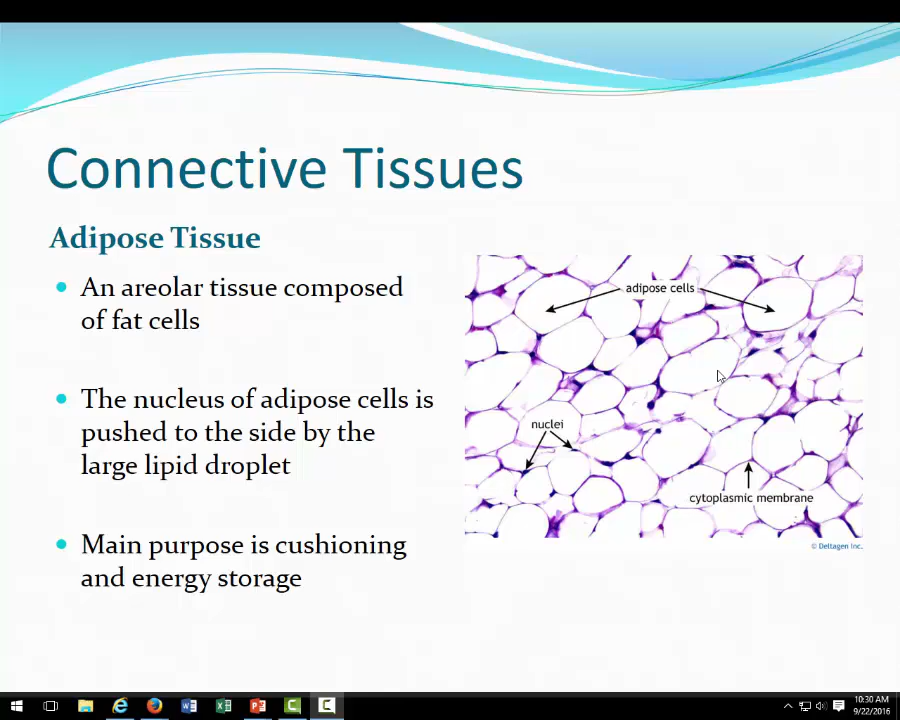 Connective Tissues
Adipose Tissue
An areolar tissue composed
of fat cells
The nucleus of adipose cells is
pushed to the side by the
large lipid droplet
Main purpose is cushioning
and energy storage
adipose cells
nuclei
cytoplasmic membrane
© Deltagen Inc.
10:30 AM
9/22/2016